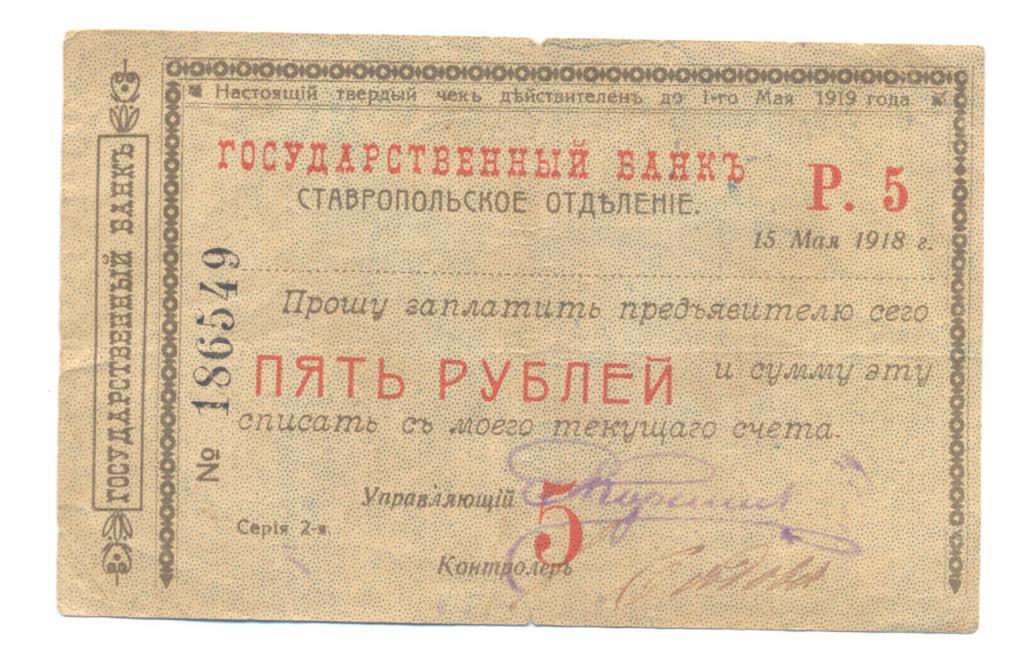 Настоящій твердый чекъ дѣйствителенъ до 1-го Мая 1919 года
ГОСУДАРСТВЕННЫЙ БАНКЪ
СТАВРОПОЛЬСКОЕ ОТДѢЛЕНІЕ.
Р. 5
15 Мая 1918 г.
Прошу заплатить предъявителю сего
ПЯТЬ РУБЛЕЙ и сумму эту
списать съ моего текущаго счета.
Управляющій
5
Серія 2-я
Контролеръ
№ 186549
ГОСУДАРСТВЕННЫЙ БАНКЪ